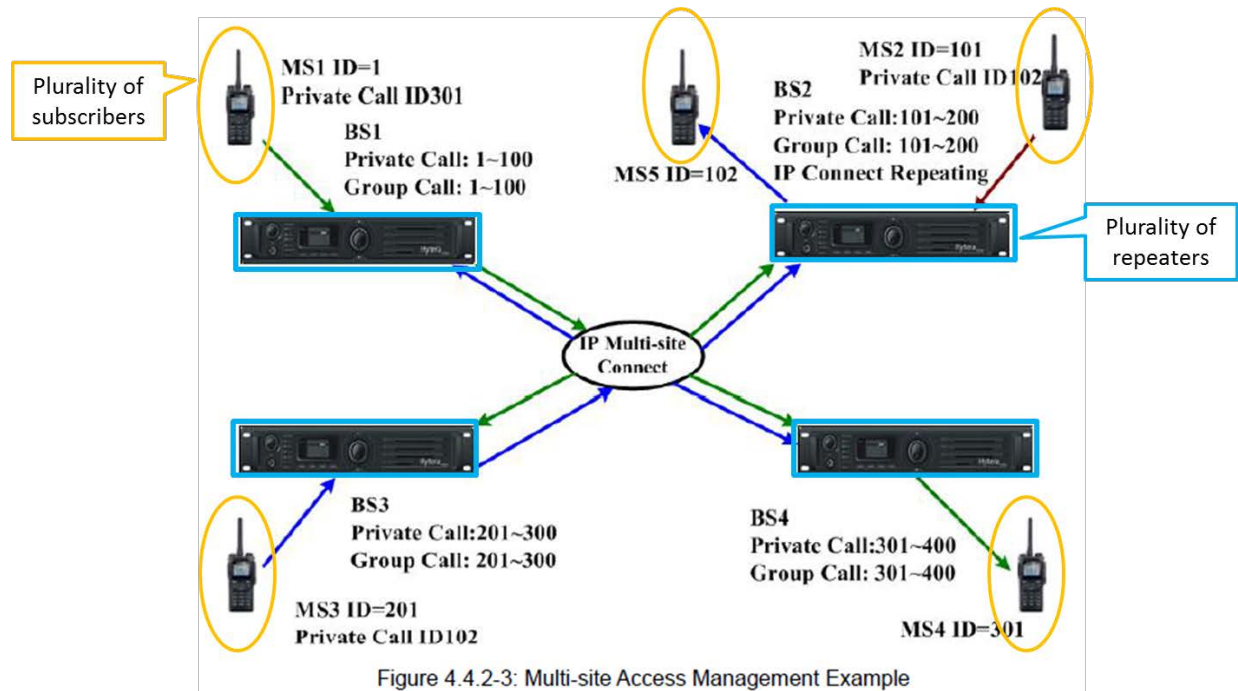 Plurality of
subscribers
MS1 ID=1
Private Call ID301
BS1
Private Call: 1~100
Group Call: 1~100
MS5 ID=102
MS2 ID=101
Private Call ID102
BS2
Private Call:101~200
Group Call: 101~200
IP Connect Repeating
Plurality of
repeaters
Hytera
Hytera
IP Multi-site
Connect
Hytera
Hytera
BS3
Private Call:201~300
Group Call: 201~300
MS3 ID=201
Private Call ID102
BS4
Private Call:301~400
Group Call: 301~400
MS4 ID=301
Figure 4.4.2-3: Multi-site Access Management Example